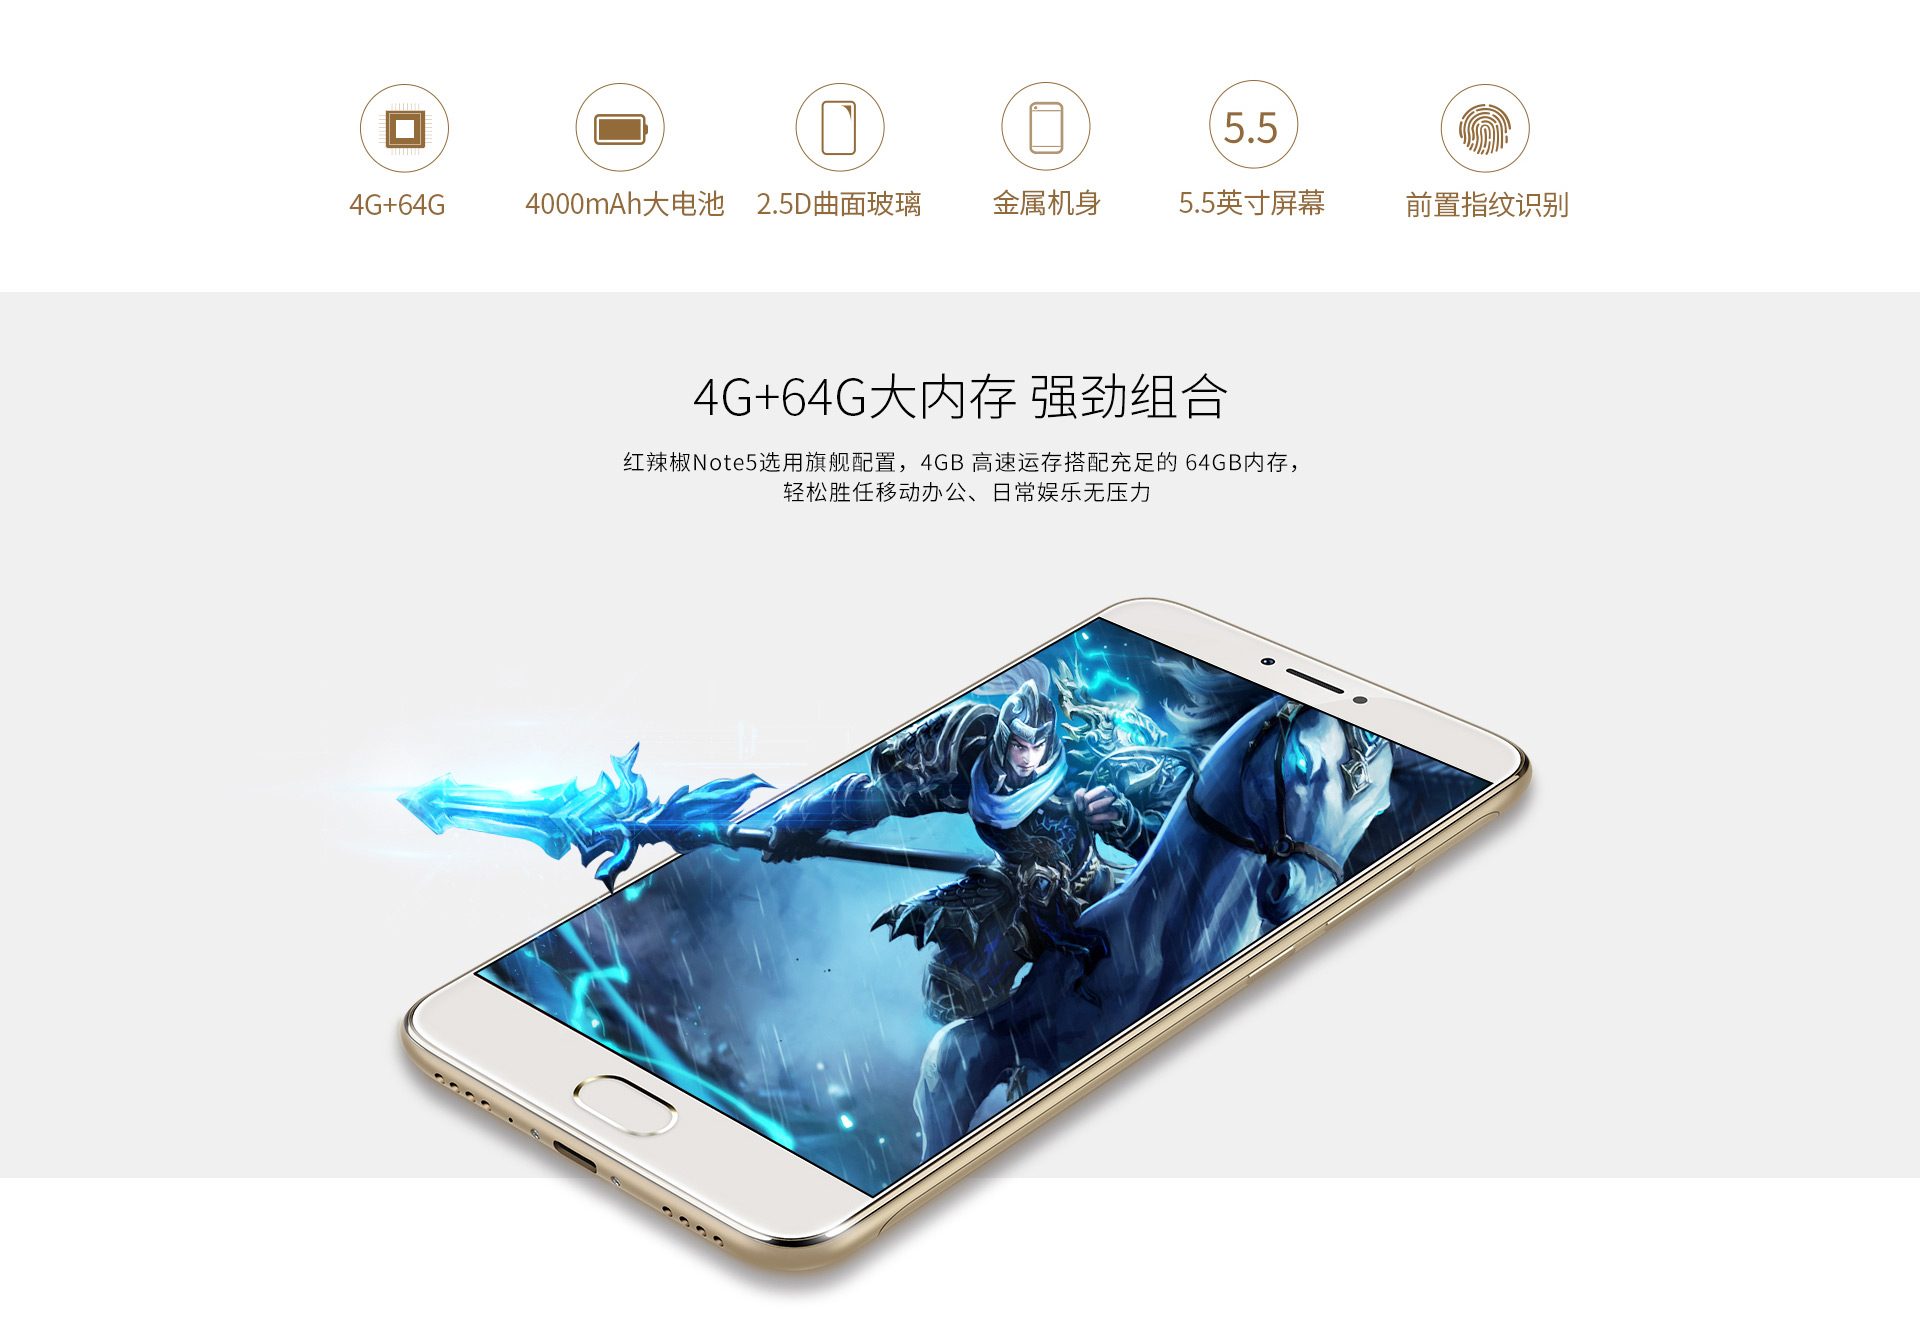 5.5
4G+64G
4000mAh大电池
2.5D曲面玻璃
金属机身
5.5英寸屏幕
前置指纹识别
4G+64G大内存 强劲组合
红辣椒Note5选用旗舰配置，4GB 高速运存搭配充足的 64GB内存，
轻松胜任移动办公、日常娱乐无压力